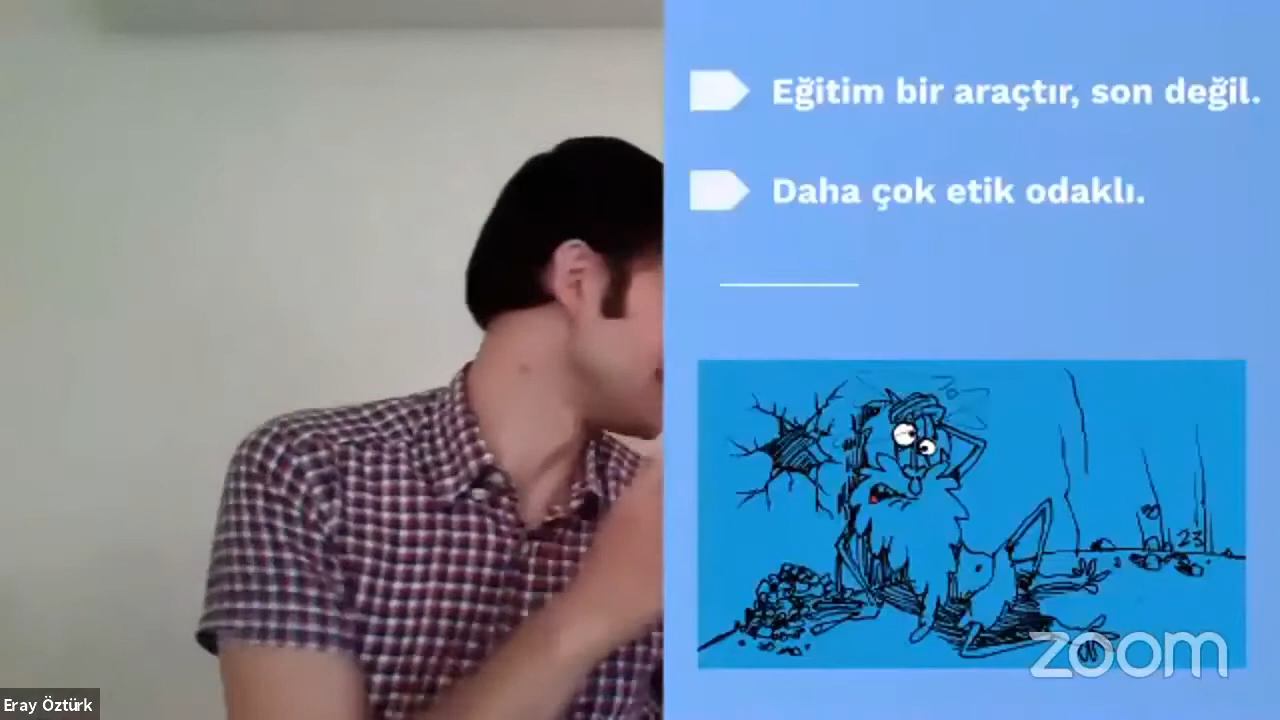 Eğitim bir araçtır, son değil.
Daha çok etik odaklı.
23
zoom
Eray Öztürk